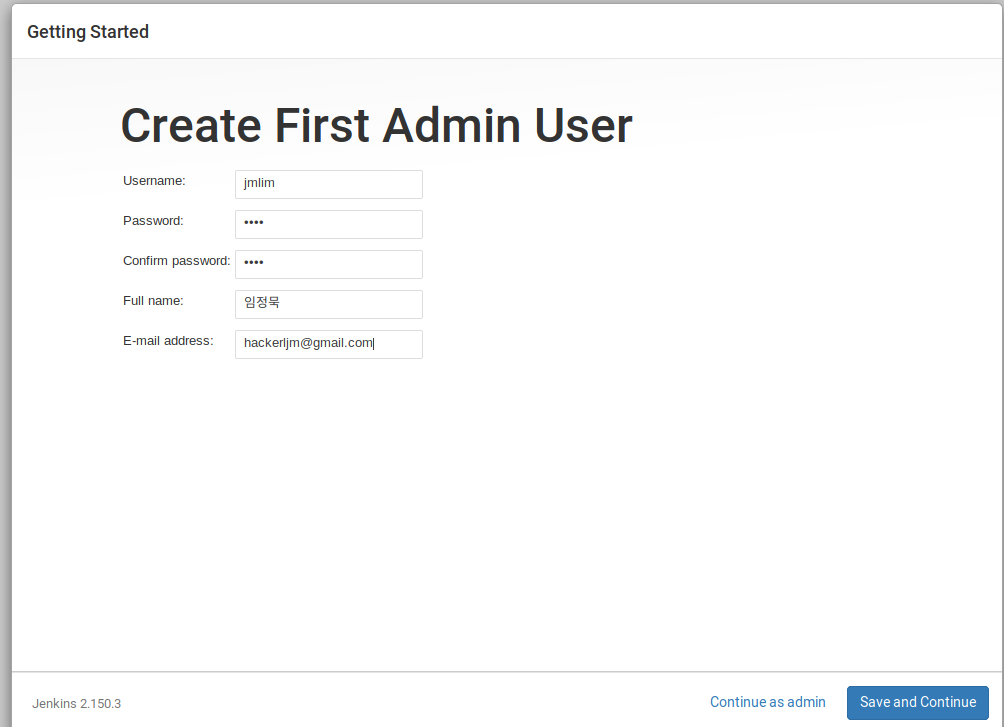 Getting Started
Create First Admin User
Username: jmlim
Password: ••••
Confirm password: ••••
Full name: 임정묵
E-mail address: hackerljm@gmail.com
Jenkins 2.150.3 Continue as admin Save and Continue